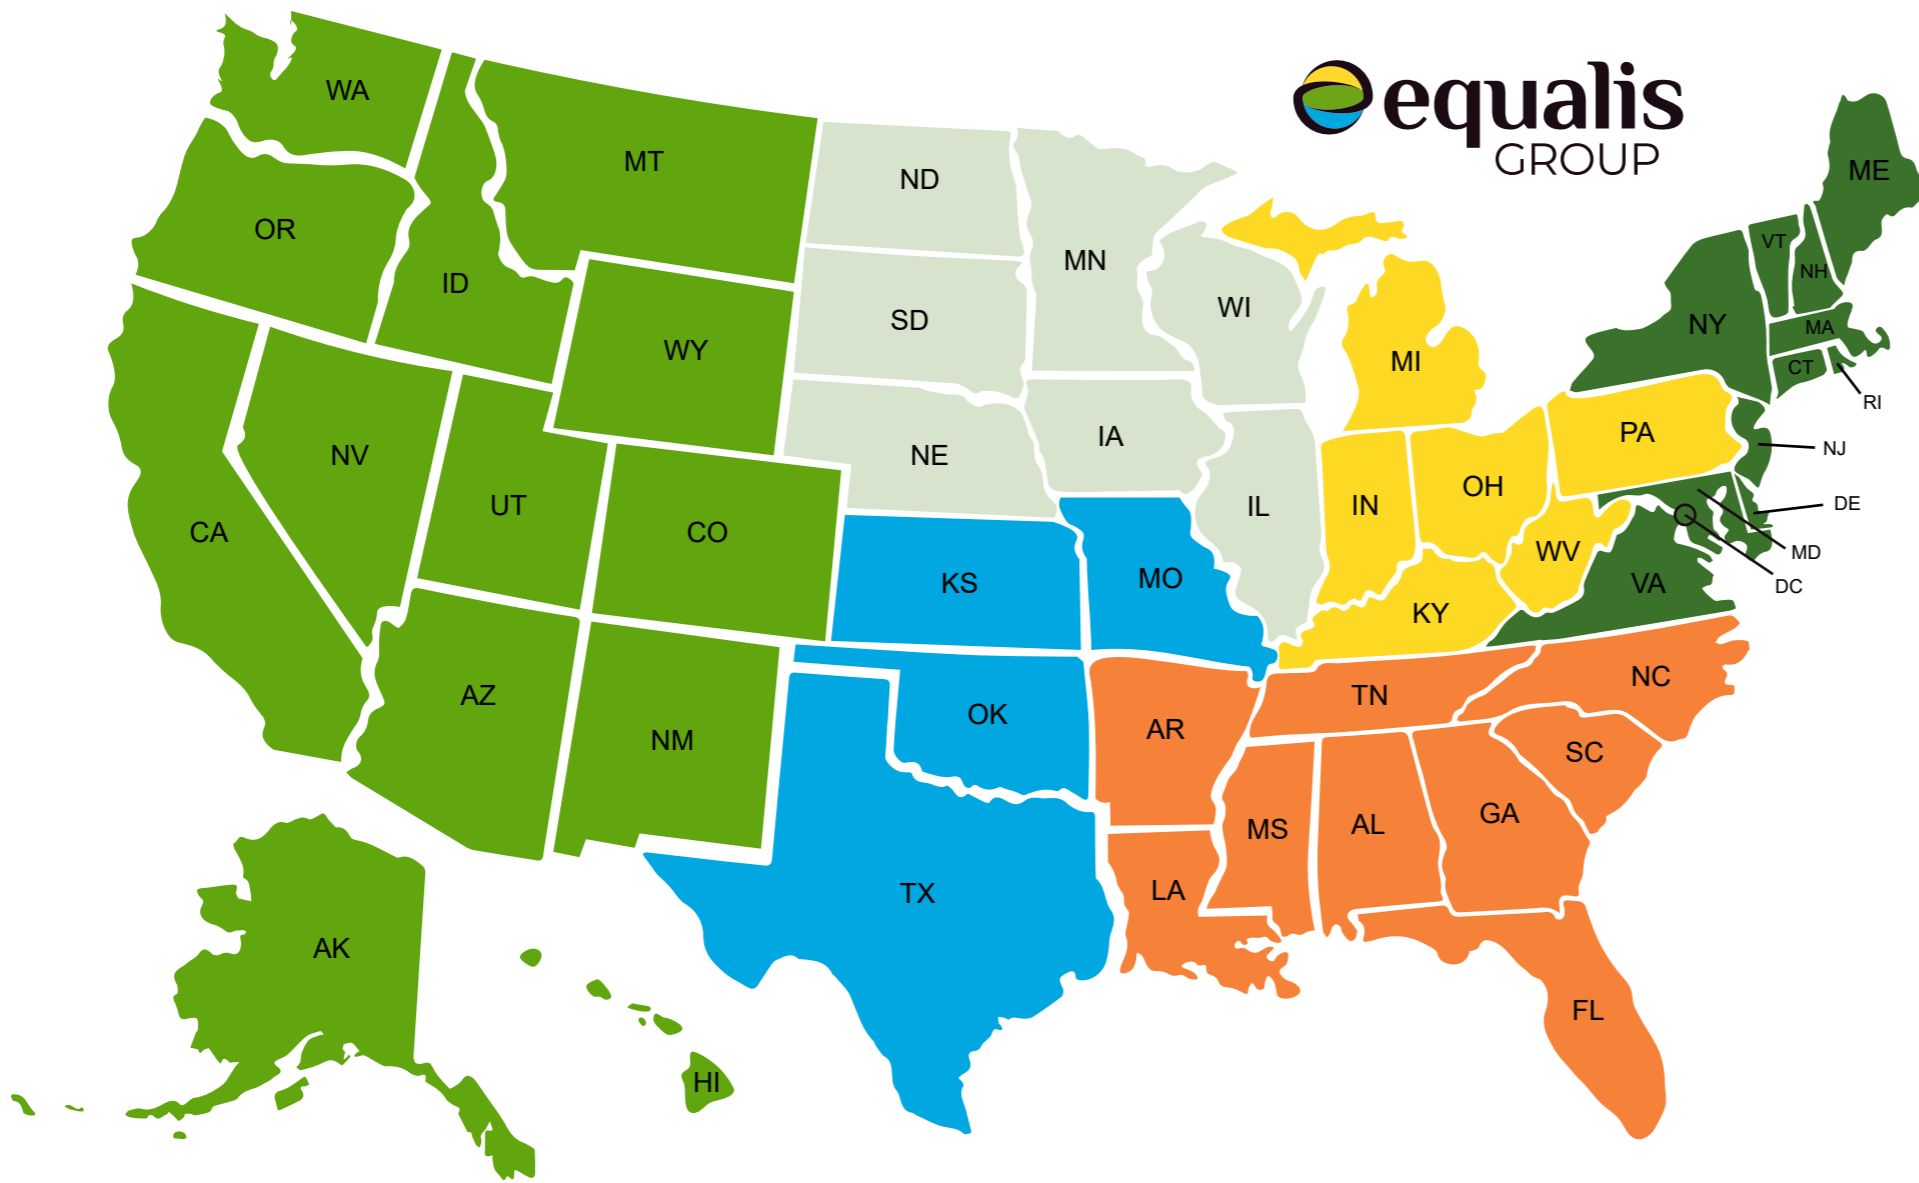 equalis
GROUP
WA
MT
ND
ME
OR
ID
MN
VT
NH
SD
WI
NY
MA
WY
MI
CT
RI
NV
NE
IA
PA
NJ
UT
CO
CA
IL
IN
OH
DE
WV
MD
KS
MO
VA
DC
KY
AZ
NM
OK
AR
TN
NC
SC
TX
LA
MS
AL
GA
AK
HI
FL